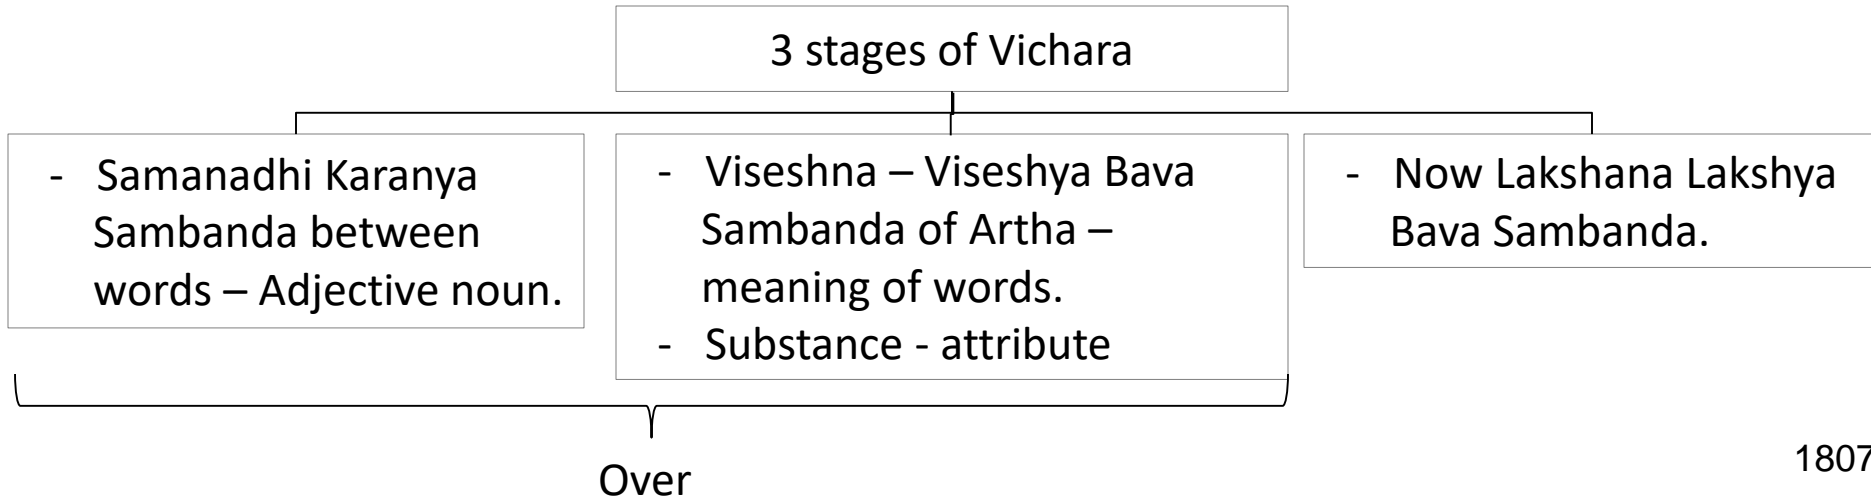 3 stages of Vichara
- Samanadhi Karanya
Sambanda between
words – Adjective noun.
- Viseshna – Viseshya Bava
Sambanda of Artha –
meaning of words.
- Substance - attribute
- Now Lakshana Lakshya
Bava Sambanda.
Over
1807